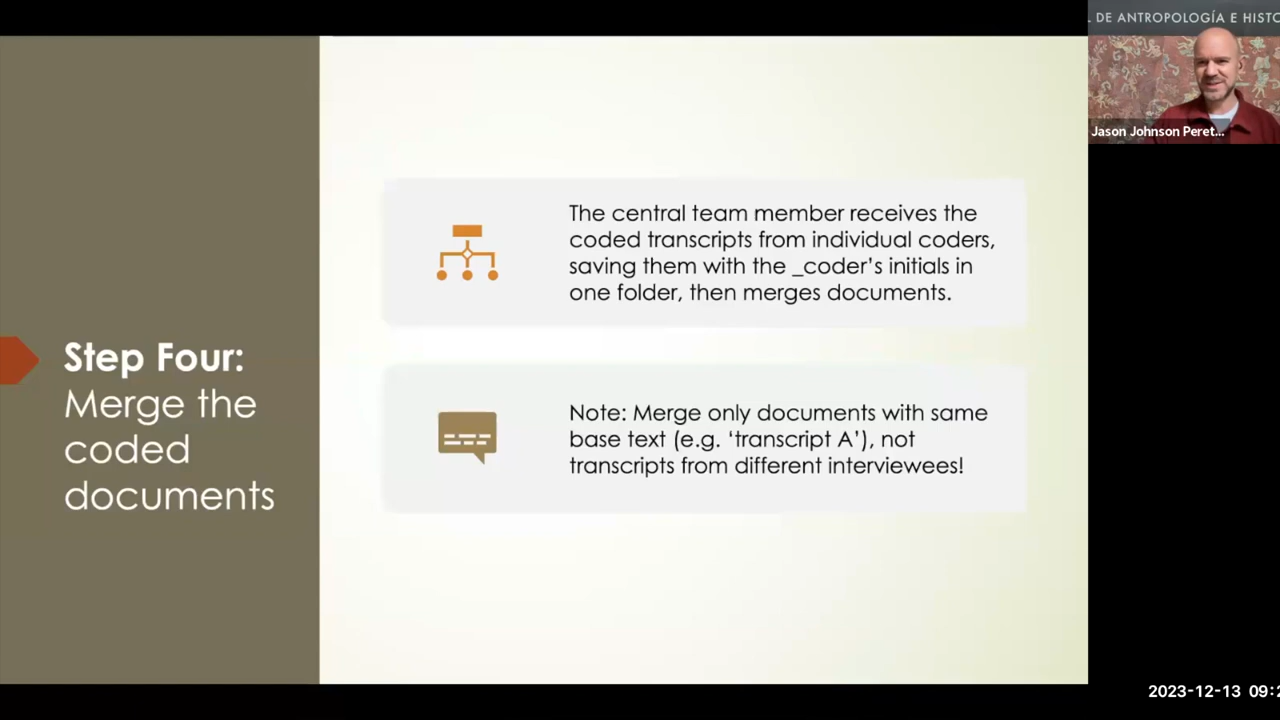 Step Four:
Merge the
coded
documents
The central team member receives the
coded transcripts from individual coders,
saving them with the _coder’s initials in
one folder, then merges documents.
Note: Merge only documents with same
base text (e.g. ‘transcript A’), not
transcripts from different interviewees!
DE ANTROPOLOGÍA E HISTO
Jason Johnson Peret...
2023-12-13 09:2